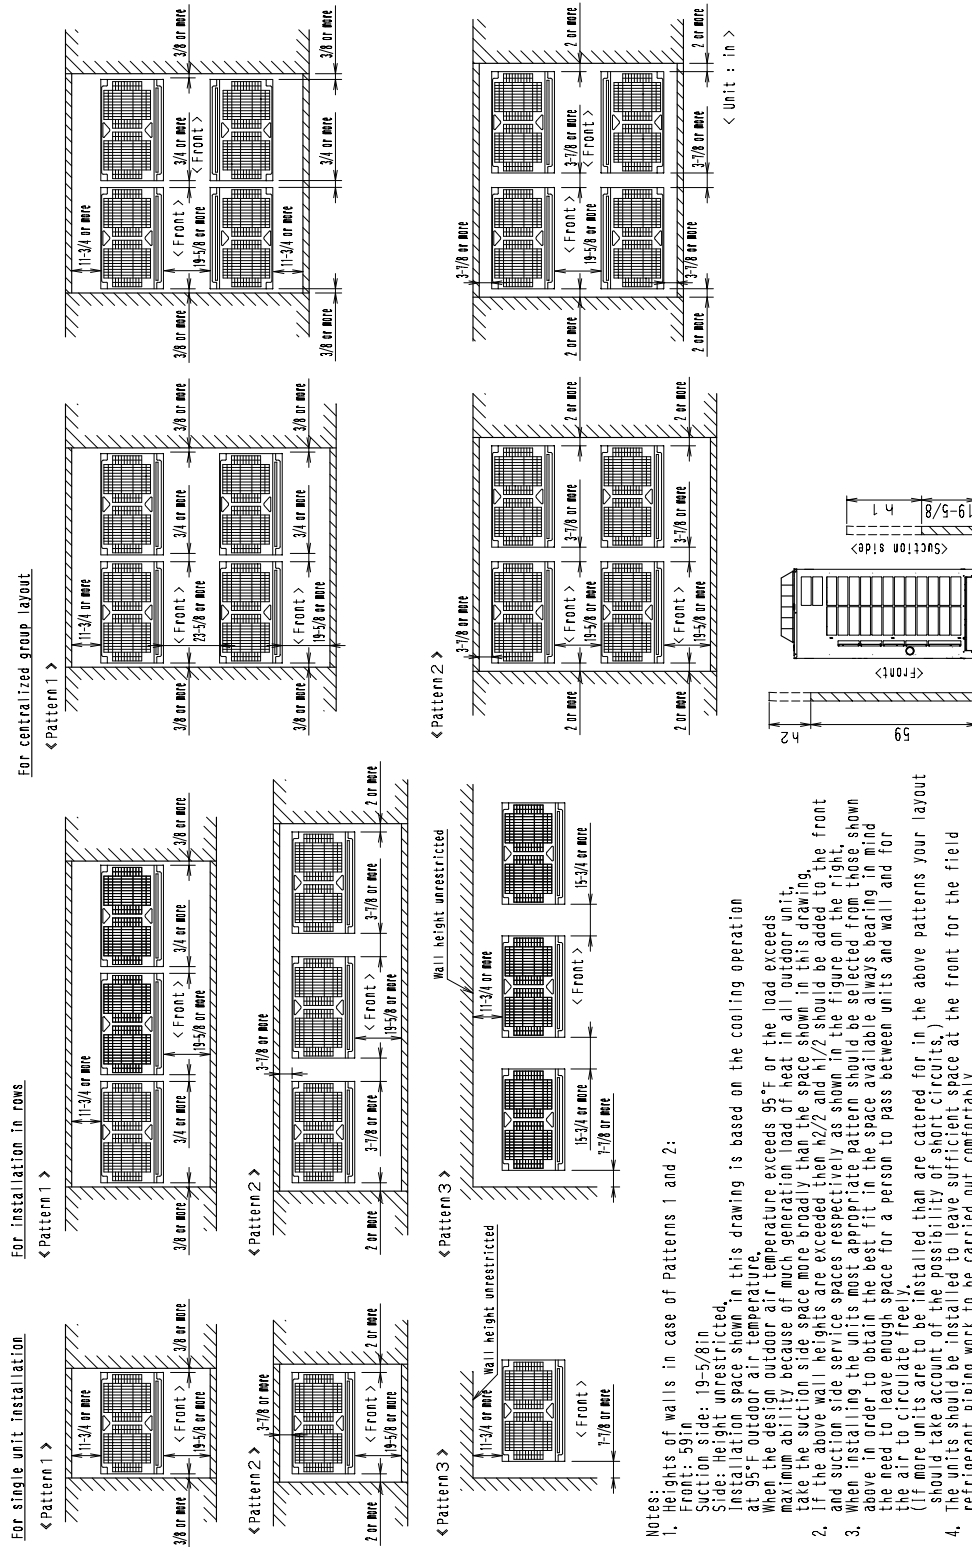 For single unit installation
<Pattern1>
11-3/4 or more
<Front>
19-5/8 or more
3/8 or more
3/8 or more
<Pattern2>
3-7/8 or more
<Front>
19-5/8 or more
2 or more
2 or more
<Pattern3>
Wall height unrestricted
11-3/4 or more
<Front>
7-7/8 or more
For installation in rows
<Pattern1>
11-3/4 or more
<Front>
19-5/8 or more
3/8 or more
3/4 or more
3/4 or more
3/8 or more
<Pattern2>
3-7/8 or more
<Front>
19-5/8 or more
2 or more
3-7/8 or more
3-7/8 or more
2 or more
<Pattern3>
Wall height unrestricted
11-3/4 or more
<Front>
15-3/4 or more
15-3/4 or more
7-7/8 or more
For centralized group layout
<Pattern1>
11-3/4 or more
<Front>
23-5/8 or more
3/8 or more
3/4 or more
3/8 or more
<Front>
19-5/8 or more
3/8 or more
3/4 or more
3/8 or more
11-3/4 or more
<Front>
19-5/8 or more
3/8 or more
3/4 or more
<Front>
3/8 or more
11-3/4 or more
3/8 or more
3/4 or more
3/8 or more
<Pattern2>
3-7/8 or more
<Front>
19-5/8 or more
2 or more
3-7/8 or more
2 or more
<Front>
19-5/8 or more
2 or more
3-7/8 or more
2 or more
3-7/8 or more
<Front>
19-5/8 or more
2 or more
3-7/8 or more
<Front>
2 or more
3-7/8 or more
2 or more
3-7/8 or more
2 or more
<Unit : in>
Notes:
1. Heights of walls in case of Patterns 1 and 2:
Front: 59in
Suction side: 19-5/8in
Side: Height unrestricted.
Installation space shown in this drawing is based on the cooling operation
at 95°F outdoor air temperature.
When the design outdoor air temperature exceeds 95°F or the load exceeds
maximum ability because of much generation load of heat in all outdoor unit,
take the suction side space more broadly than the space shown in this drawing.
2. If the above wall heights are exceeded then h2/2 and h1/2 should be added to the front
and suction side service spaces respectively as shown in the figure on the right.
3. When installing the units most appropriate pattern should be selected from those shown
above in order to obtain the best fit in the space available always bearing in mind
the need to leave enough space for a person to pass between units and wall and for
the air to circulate freely.
(If more units are to be installed than are catered for in the above patterns your layout
should take account of the possibility of short circuits.)
4. The units should be installed to leave sufficient space at the front for the field
refrigerant piping work to be carried out comfortably.
h2
59
<Front>
<Suction side>
h1
19-5/8